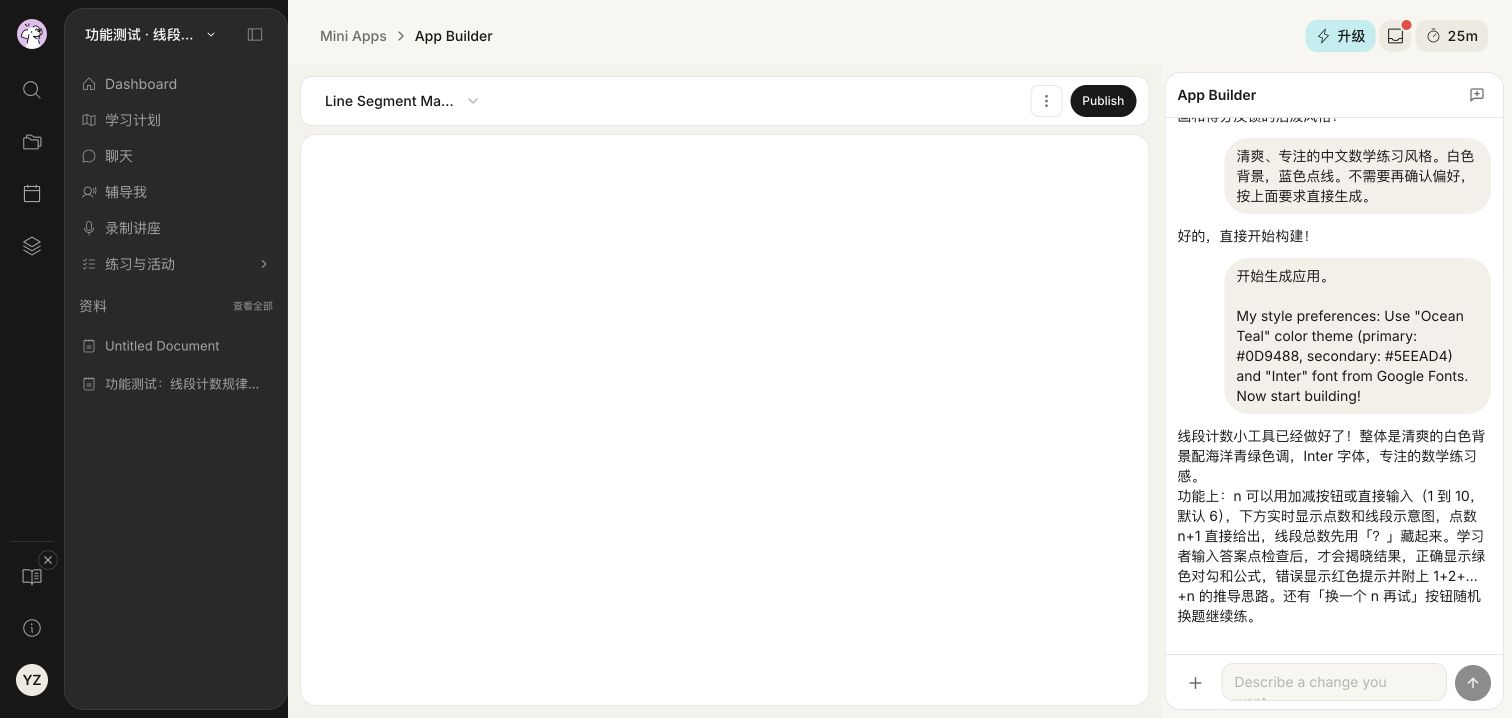 功能测试 · 线段...
Dashboard
学习计划
聊天
辅导我
录制讲座
练习与活动
资料
查看全部
Untitled Document
功能测试：线段计数规律...
YZ
Mini Apps
App Builder
升级
25m
Line Segment Ma...
Publish
App Builder
清爽、专注的中文数学练习风格。白色
背景，蓝色点线。不需要再确认偏好，
按上面要求直接生成。
好的，直接开始构建！
开始生成应用。
My style preferences: Use "Ocean
Teal" color theme (primary:
#0D9488, secondary: #5EEAD4)
and "Inter" font from Google Fonts.
Now start building!
线段计数小工具已经做好了！整体是清爽的白色背
景配海洋青绿色调，Inter 字体，专注的数学练习
感。
功能上：n 可以用加减按钮或直接输入（1 到 10，
默认 6），下方实时显示点数和线段示意图，点数
n+1 直接给出，线段总数先用「？」藏起来。学习
者输入答案点检查后，才会揭晓结果，正确显示绿
色对勾和公式，错误显示红色提示并附上 1+2+...
+n 的推导思路。还有「换一个 n 再试」按钮随机
换题继续练。
Describe a change you